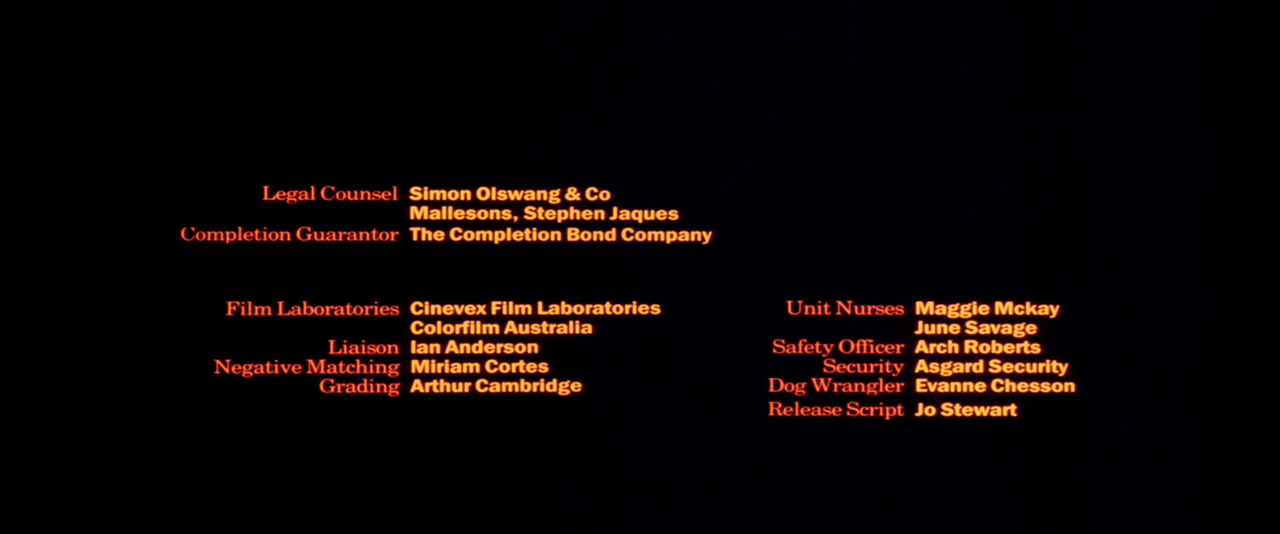 Legal Counsel Simon Olswang & Co
Mallesons, Stephen Jaques
Completion Guarantor The Completion Bond Company
Film Laboratories Cinevex Film Laboratories
Colorfilm Australia
Liaison Ian Anderson
Negative Matching Miriam Cortes
Grading Arthur Cambridge
Unit Nurses Maggie Mckay
June Savage
Safety Officer Arch Roberts
Security Asgard Security
Dog Wrangler Evanne Chesson
Release Script Jo Stewart